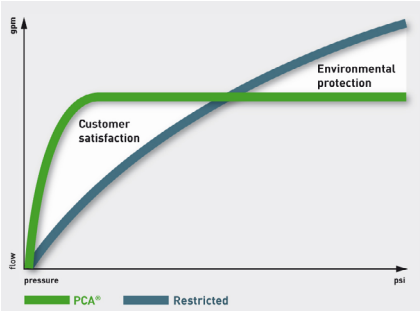 gpm
Environmental
protection
Customer
satisfaction
flow
pressure
psi
PCA®
Restricted